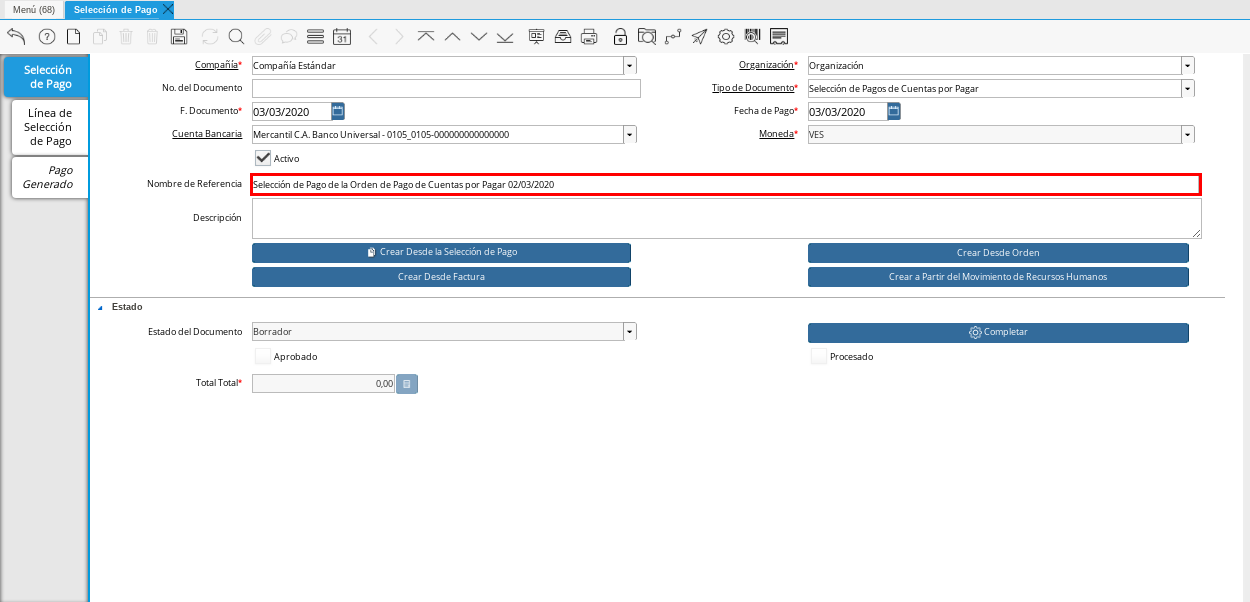 Menú (68) Selección de Pago
31
Selección de Pago
Línea de Selección de Pago
Pago Generado
Compañía* Compañía Estándar Organización* Organización
No. del Documento Tipo de Documento* Selección de Pagos de Cuentas por Pagar
F. Documento* 03/03/2020 Fecha de Pago* 03/03/2020
Cuenta Bancaria Mercantil C.A. Banco Universal - 0105_0105-000000000000000 Moneda* VES
Activo
Nombre de Referencia Selección de Pago de la Orden de Pago de Cuentas por Pagar 02/03/2020
Descripción
Crear Desde la Selección de Pago Crear Desde Orden
Crear Desde Factura Crear a Partir del Movimiento de Recursos Humanos
Estado
Estado del Documento Borrador Completar
Aprobado Procesado
Total Total* 0,00